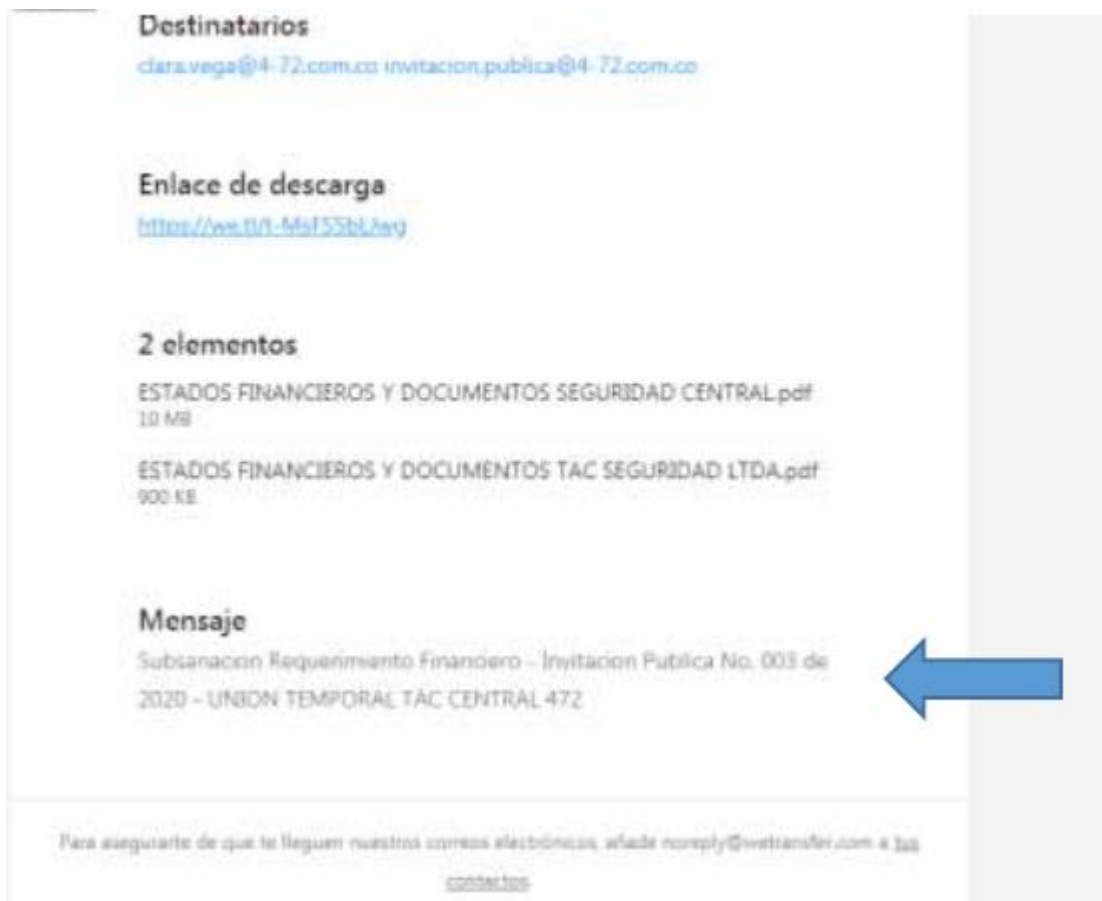 Destinatarios
clara.vega@4-72.com.co invitacion.publica@4-72.com.co
Enlace de descarga
2 elementos
ESTADOS FINANCIEROS Y DOCUMENTOS SEGURIDAD CENTRAL.pdf
10 MB
ESTADOS FINANCIEROS Y DOCUMENTOS TAC SEGURIDAD LTDA.pdf
900 KB
Mensaje
Subsanacion Requerimiento Financiero - Invitacion Publica No. 003 de
2020 - UNION TEMPORAL TAC CENTRAL 472
Para asegurarte de que te lleguen nuestros correos electrónicos, añade noreply@wetransfer.com a tus
contactos